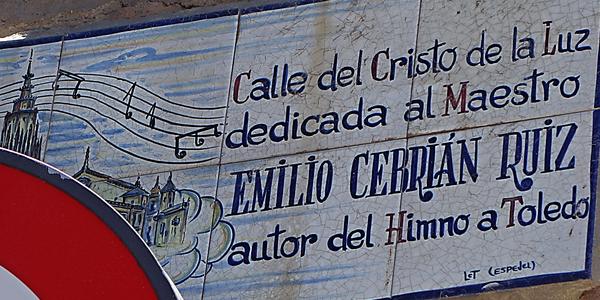 Calle del Cristo de la Luz
dedicada al Maestro
EMILIO CEBRIÁN RUIZ
autor del Himno a Toledo